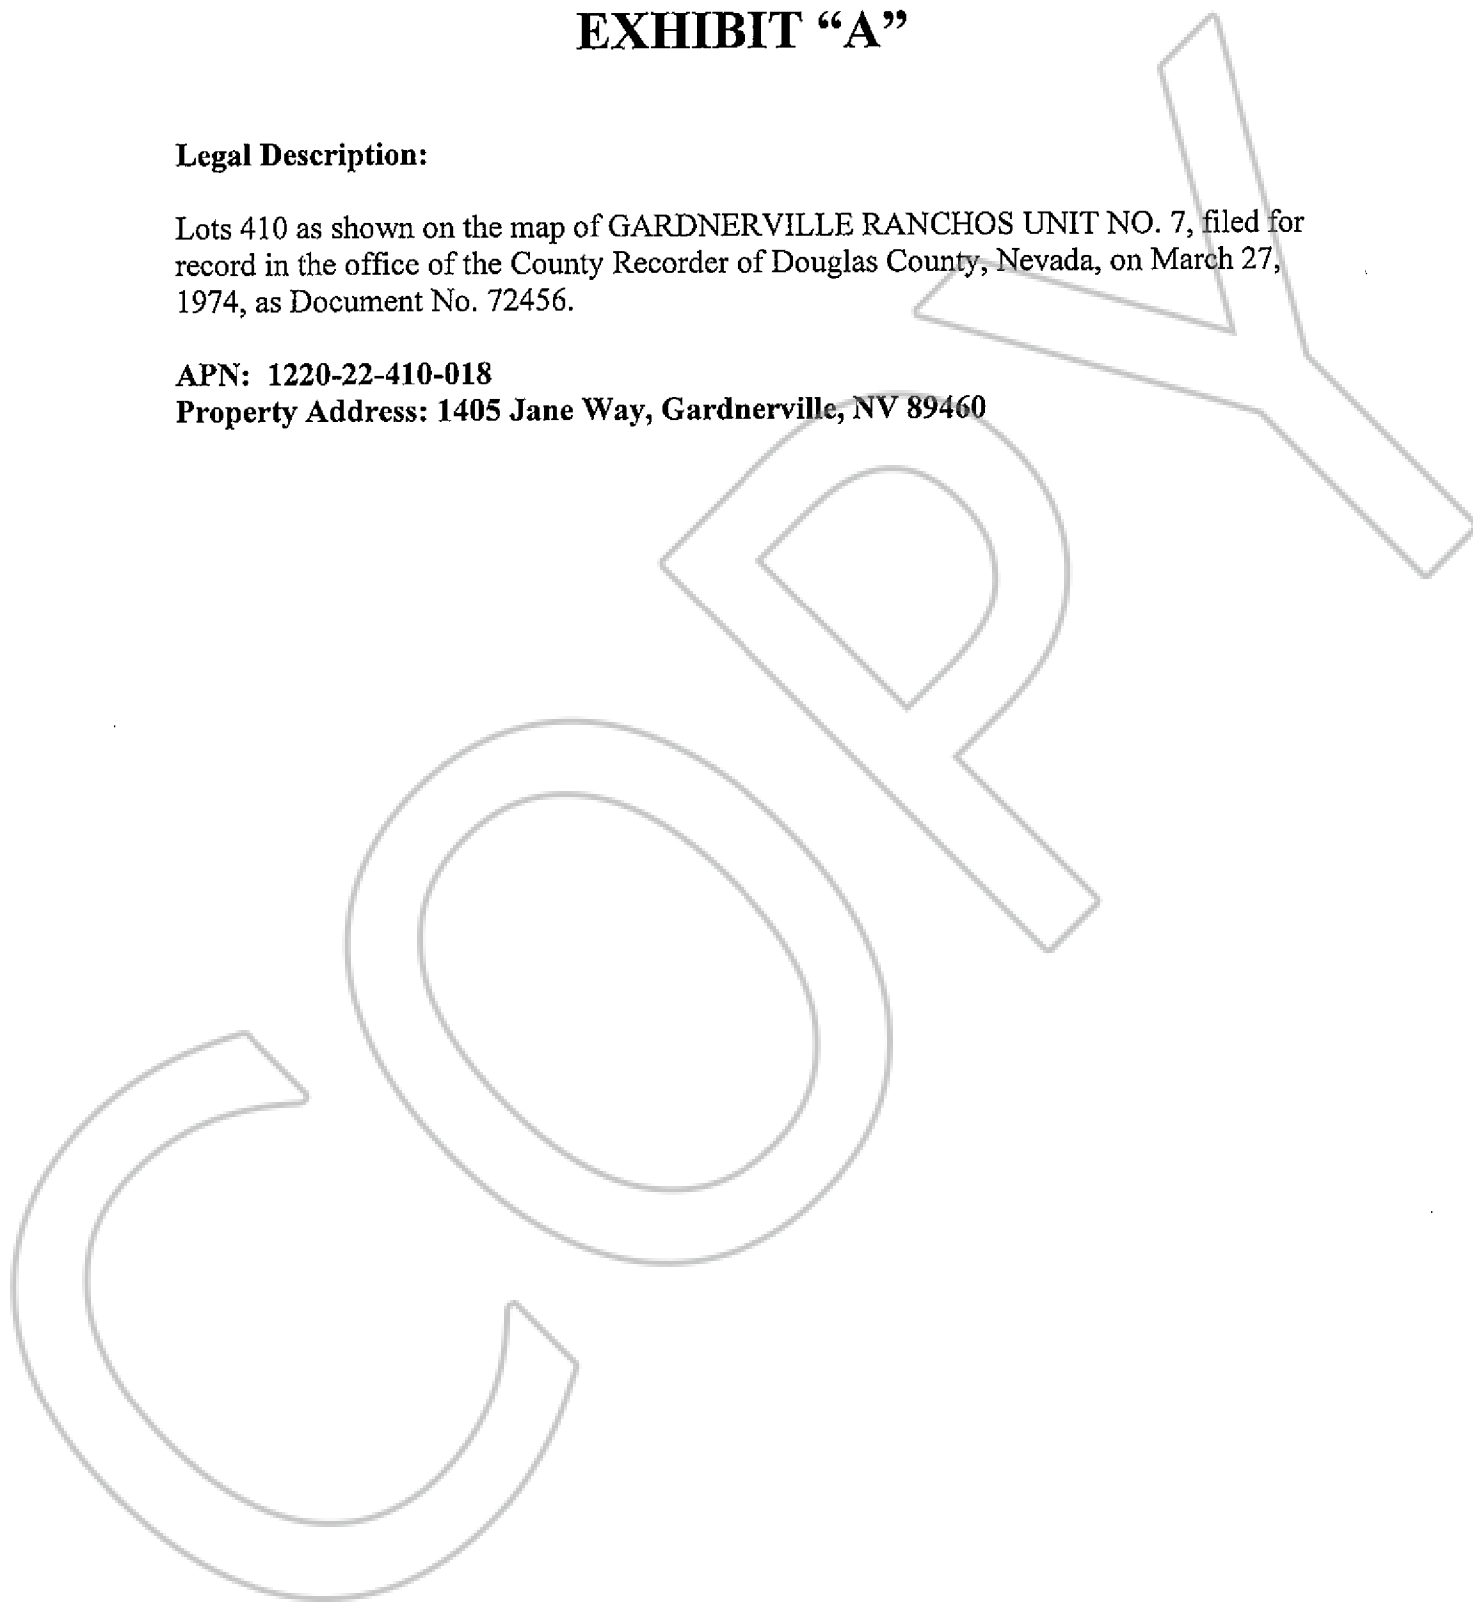 EXHIBIT “A”
Legal Description:
Lots 410 as shown on the map of GARDNERVILLE RANCHOS UNIT NO. 7, filed for
record in the office of the County Recorder of Douglas County, Nevada, on March 27,
1974, as Document No. 72456.
APN: 1220-22-410-018
Property Address: 1405 Jane Way, Gardnerville, NV 89460
COPY